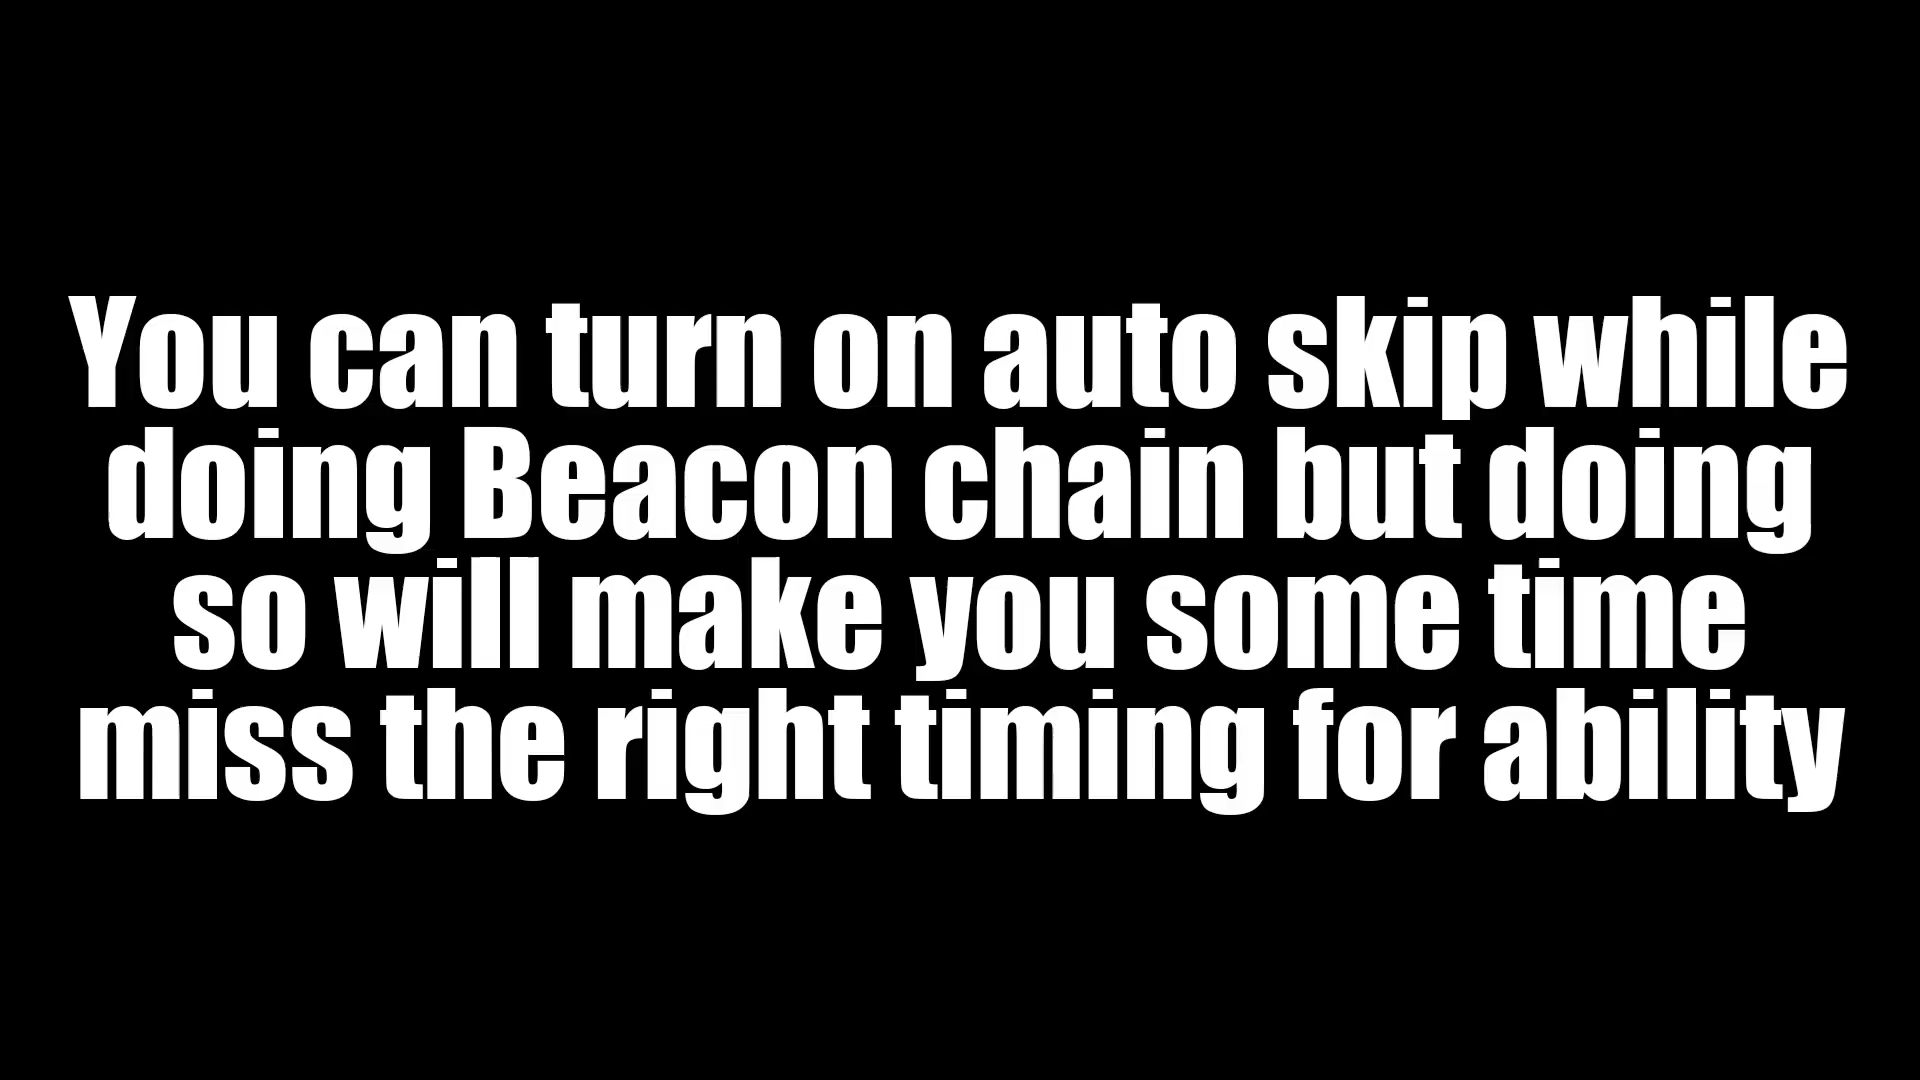 You can turn on auto skip while
doing Beacon chain but doing
so will make you some time
miss the right timing for ability